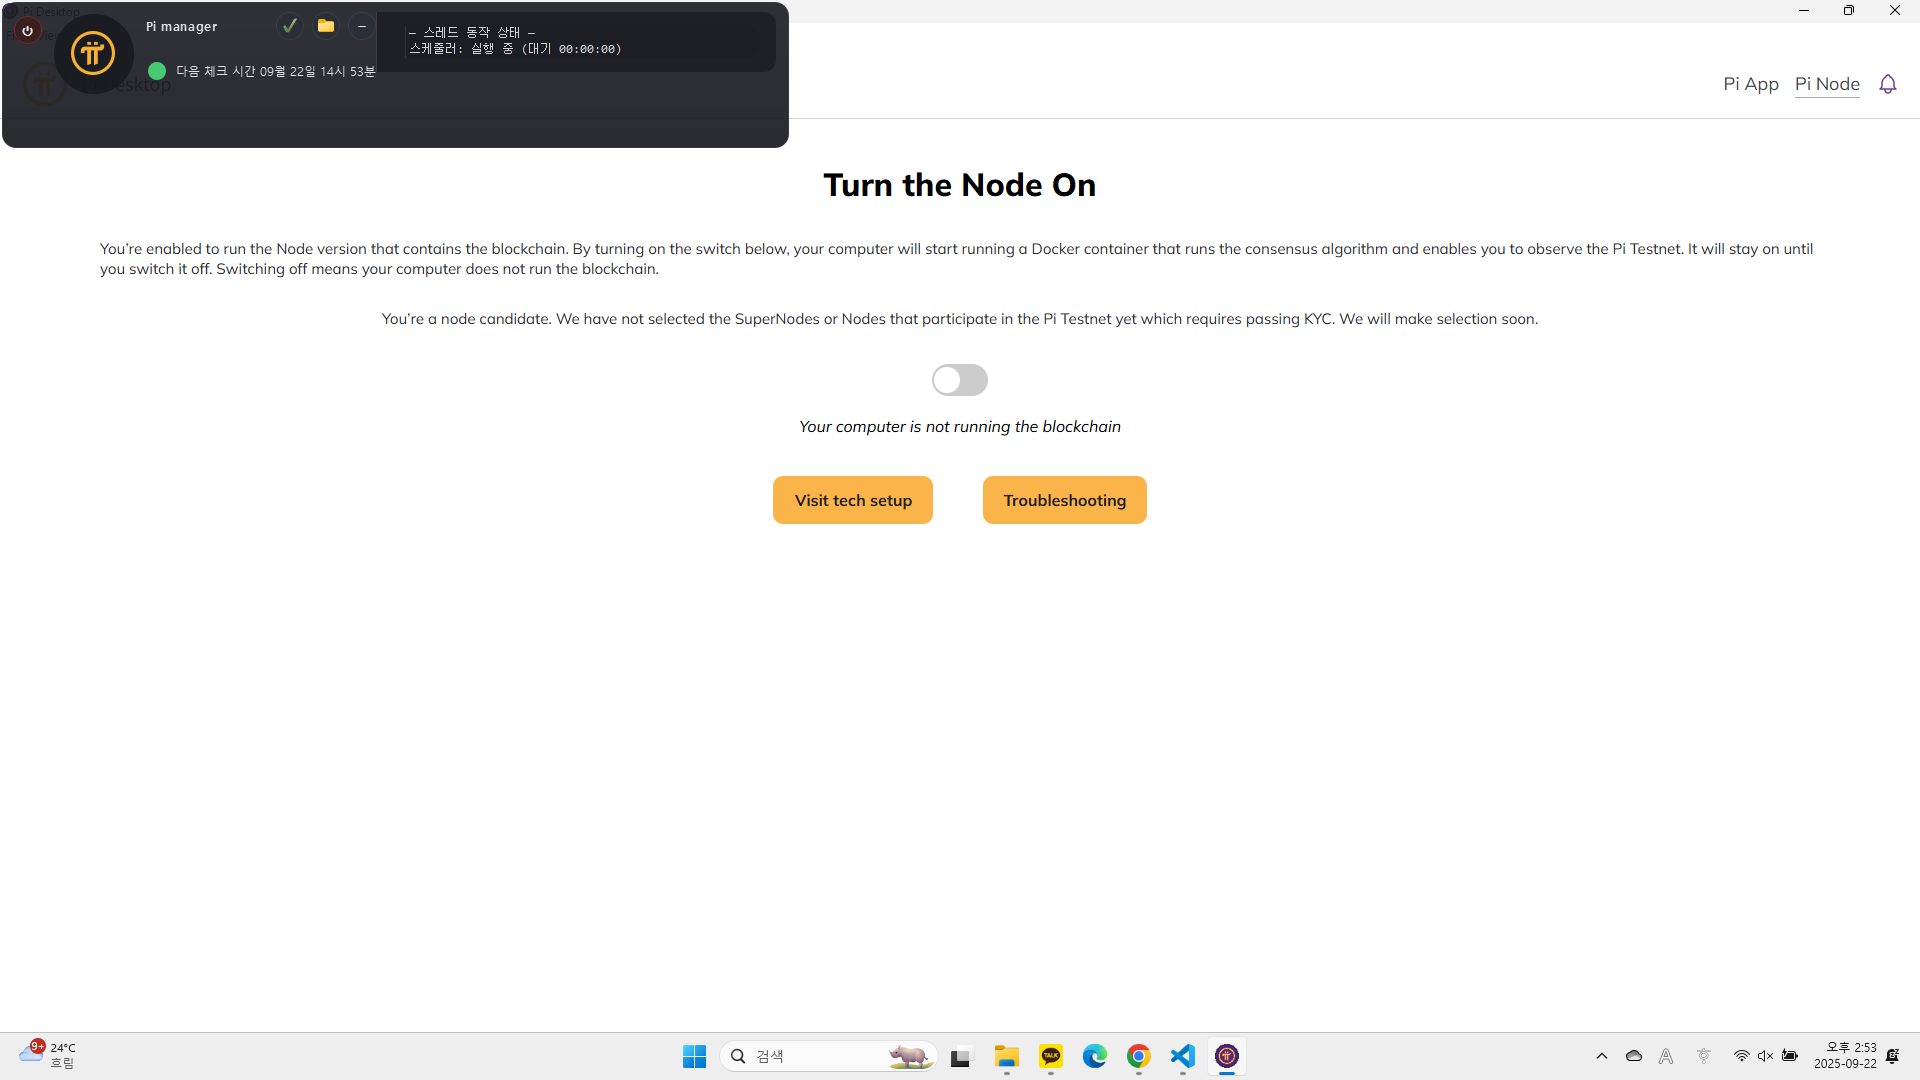 Pi Desktop
Pi manager
– 스레드 동작 상태 –
스케줄러: 실행 중 (대기 00:00:00)
다음 체크 시간 09월 22일 14시 53분
Desktop
Pi App
Pi Node
Turn the Node On
You’re enabled to run the Node version that contains the blockchain. By turning on the switch below, your computer will start running a Docker container that runs the consensus algorithm and enables you to observe the Pi Testnet. It will stay on until
you switch it off. Switching off means your computer does not run the blockchain.
You’re a node candidate. We have not selected the SuperNodes or Nodes that participate in the Pi Testnet yet which requires passing KYC. We will make selection soon.
Your computer is not running the blockchain
Visit tech setup
Troubleshooting
9+
24°C
흐림
검색
TALK
A
오후 2:53
2025-09-22